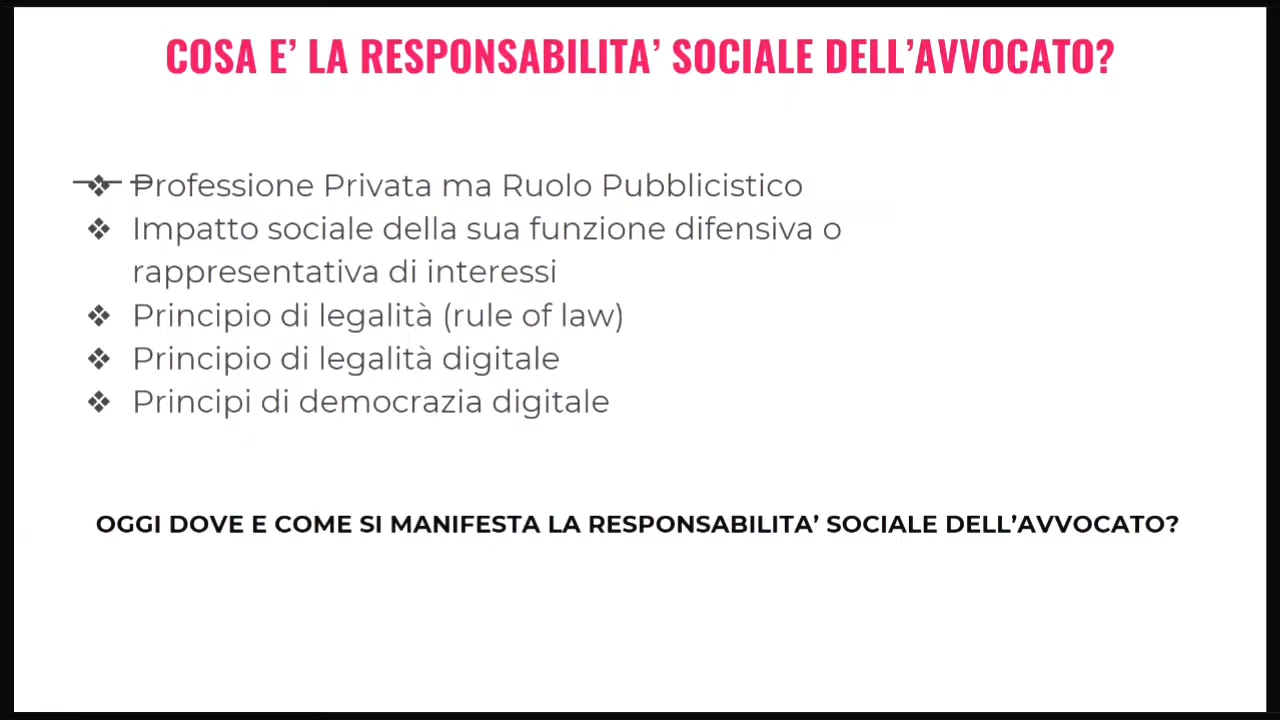 COSA E’ LA RESPONSABILITA’ SOCIALE DELL’AVVOCATO?
❖ Professione Privata ma Ruolo Pubblicistico
❖ Impatto sociale della sua funzione difensiva o
rappresentativa di interessi
❖ Principio di legalità (rule of law)
❖ Principio di legalità digitale
❖ Principi di democrazia digitale
OGGI DOVE E COME SI MANIFESTA LA RESPONSABILITA’ SOCIALE DELL’AVVOCATO?